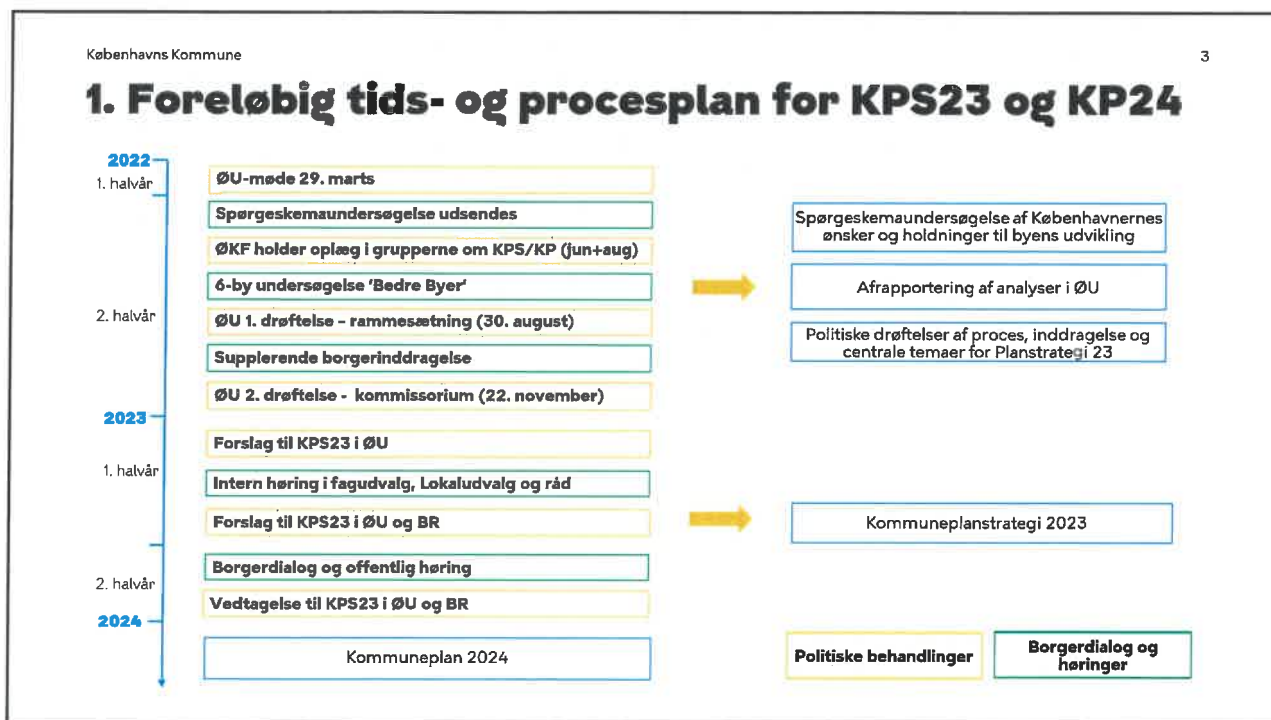 Københavns Kommune
3
1. Foreløbig tids- og procesplan for KPS23 og KP24
2022
1. halvår
2. halvår
2023
1. halvår
2. halvår
2024
ØU-møde 29. marts
Spørgeskemaundersøgelse udsendes
ØKF holder oplæg i grupperne om KPS/KP (jun+aug)
6-by undersøgelse 'Bedre Byer'
ØU 1. drøftelse - rammesætning (30. august)
Supplerende borgerinddragelse
ØU 2. drøftelse - kommissorium (22. november)
Forslag til KPS23 i ØU
Intern høring i fagudvalg, Lokaludvalg og råd
Forslag til KPS23 i ØU og BR
Borgerdialog og offentlig høring
Vedtagelse til KPS23 i ØU og BR
Kommuneplan 2024
Spørgeskemaundersøgelse af Københavnernes
ønsker og holdninger til byens udvikling
Afrapportering af analyser i ØU
Politiske drøftelser af proces, inddragelse og
centrale temaer for Planstrategi 23
Kommuneplanstrategi 2023
Politiske behandlinger
Borgerdialog og
høringer